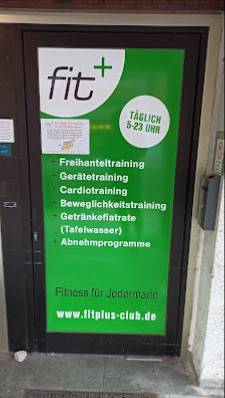 fit+
TÄGLICH
5-23 UHR
- Freihanteltraining
- Gerätetraining
- Cardiotraining
- Beweglichkeitstraining
- Getränkeflatrate
(Tafelwasser)
- Abnehmprogramme
Fitness für Jedermann
www.fitplus-club.de